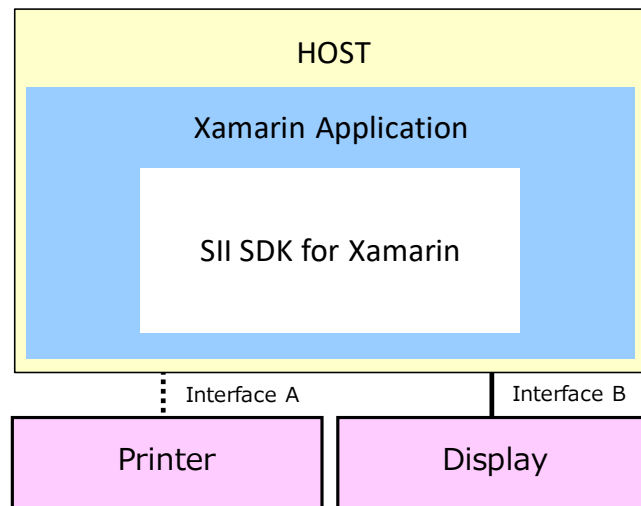 HOST
Xamarin Application
SII SDK for Xamarin
Interface A
Interface B
Printer
Display